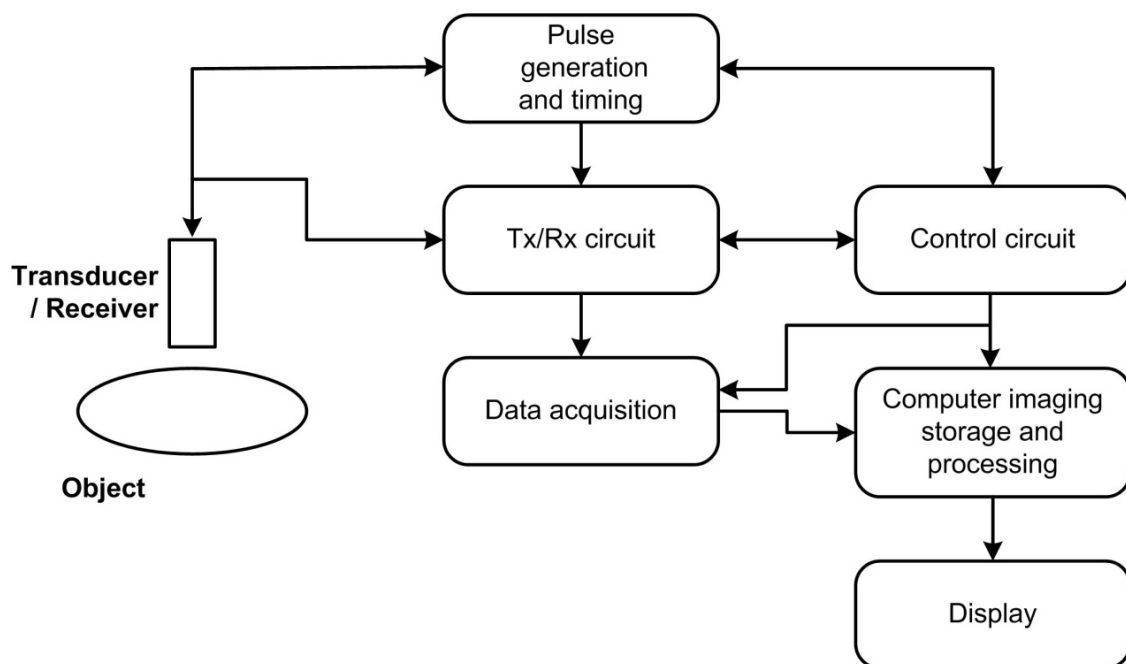 Pulse
generation
and timing
Tx/Rx circuit
Control circuit
Transducer
/ Receiver
Data acquisition
Computer imaging
storage and
processing
Object
Display